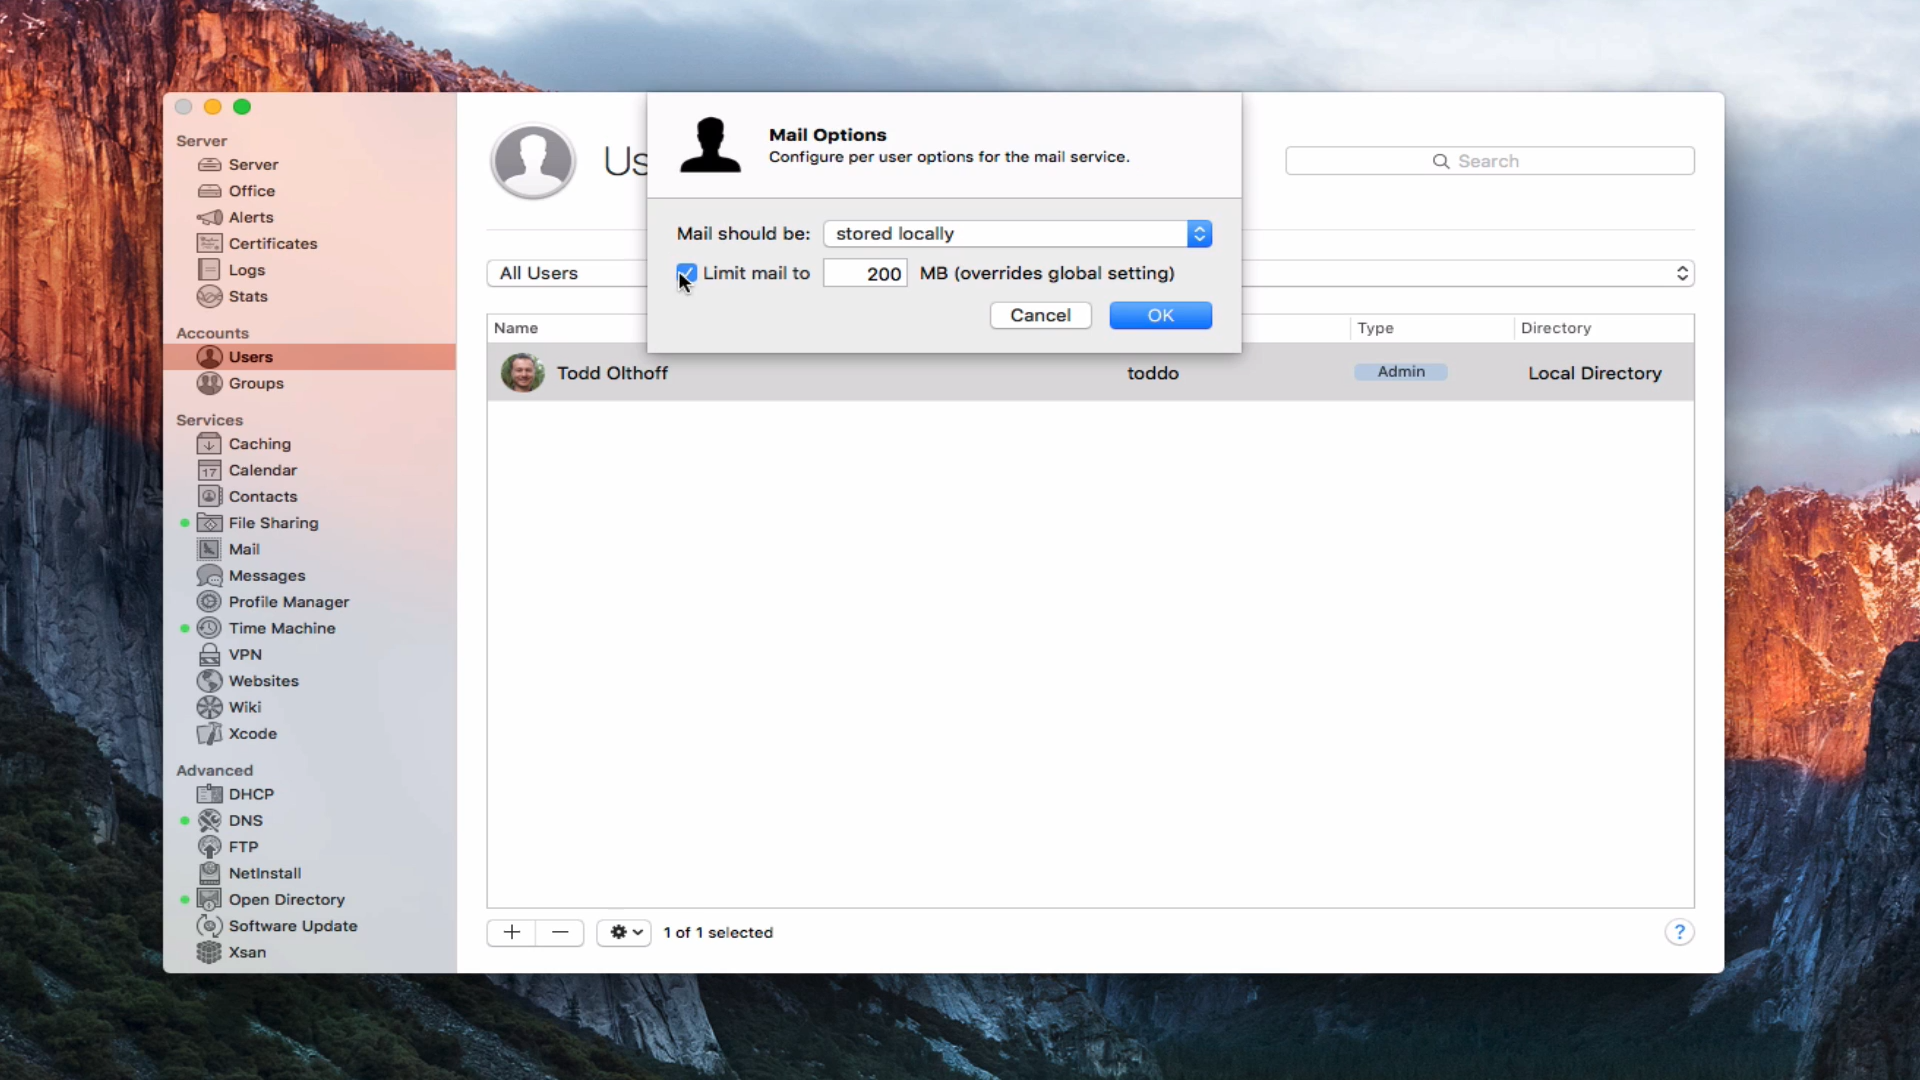 Server
Server
Office
Alerts
Certificates
Logs
Stats
Accounts
Users
Groups
Services
Caching
17 Calendar
Contacts
File Sharing
Mail
Messages
Profile Manager
Time Machine
VPN
Websites
Wiki
Xcode
Advanced
DHCP
DNS
FTP
NetInstall
Open Directory
Software Update
Xsan
Us
Search
Mail Options
Configure per user options for the mail service.
Mail should be: stored locally
Limit mail to 200 MB (overrides global setting)
Cancel OK
All Users
Name Type Directory
Todd Olthoff toddo Admin Local Directory
+ − 1 of 1 selected ?